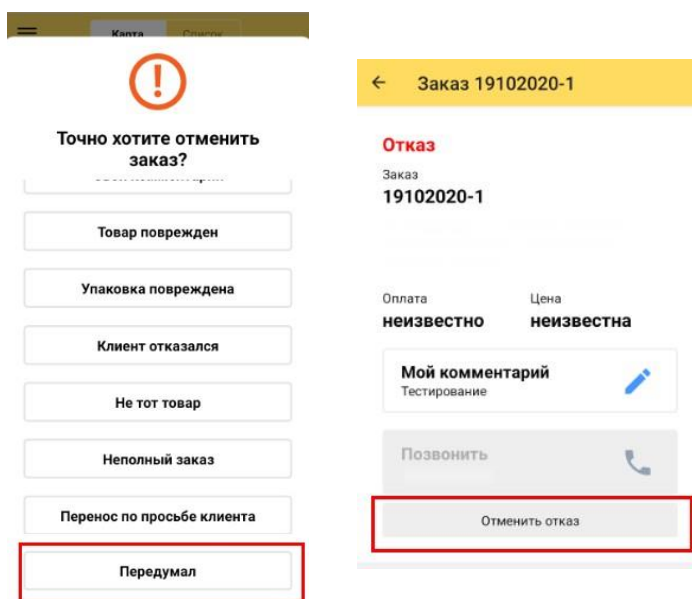 Карта Список
Точно хотите отменить
заказ?
Товар поврежден
Упаковка повреждена
Клиент отказался
Не тот товар
Неполный заказ
Перенос по просьбе клиента
Передумал
Заказ 19102020-1
Отказ
Заказ
19102020-1
Оплата Цена
неизвестно неизвестна
Мой комментарий
Тестирование
Позвонить
Отменить отказ